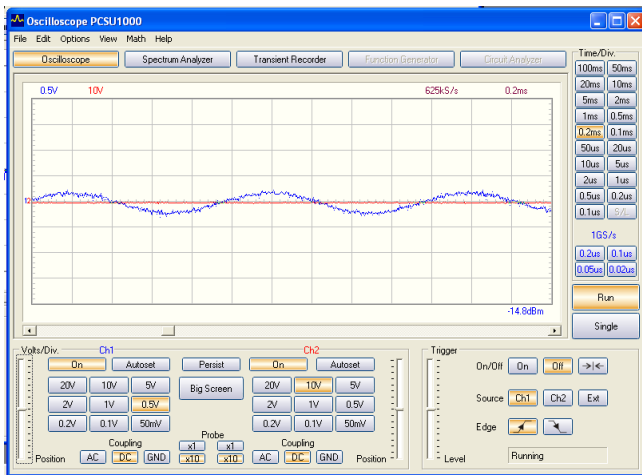 Oscilloscope PCSU1000
File Edit Options View Math Help
Oscilloscope Spectrum Analyzer Transient Recorder Function Generator Circuit Analyzer
0.5V 10V 625kS/s 0.2ms
-14.8dBm
Time/Div.
100ms 50ms
20ms 10ms
5ms 2ms
1ms 0.5ms
0.2ms 0.1ms
50us 20us
10us 5us
2us 1us
0.5us 0.2us
0.1us
1GS/s
0.2us 0.1us
0.05us 0.02us
Run
Single
Volts/Div. Ch1
On Autoset
20V 10V 5V
2V 1V 0.5V
0.2V 0.1V 50mV
Coupling
Position AC DC GND
Persist
Big Screen
Probe
x1 x1
x10 x10
Ch2
On Autoset
20V 10V 5V
2V 1V 0.5V
0.2V 0.1V 50mV
Coupling
AC DC GND Position
Trigger
On/Off On Off
Source Ch1 Ch2 Ext
Edge
Level Running